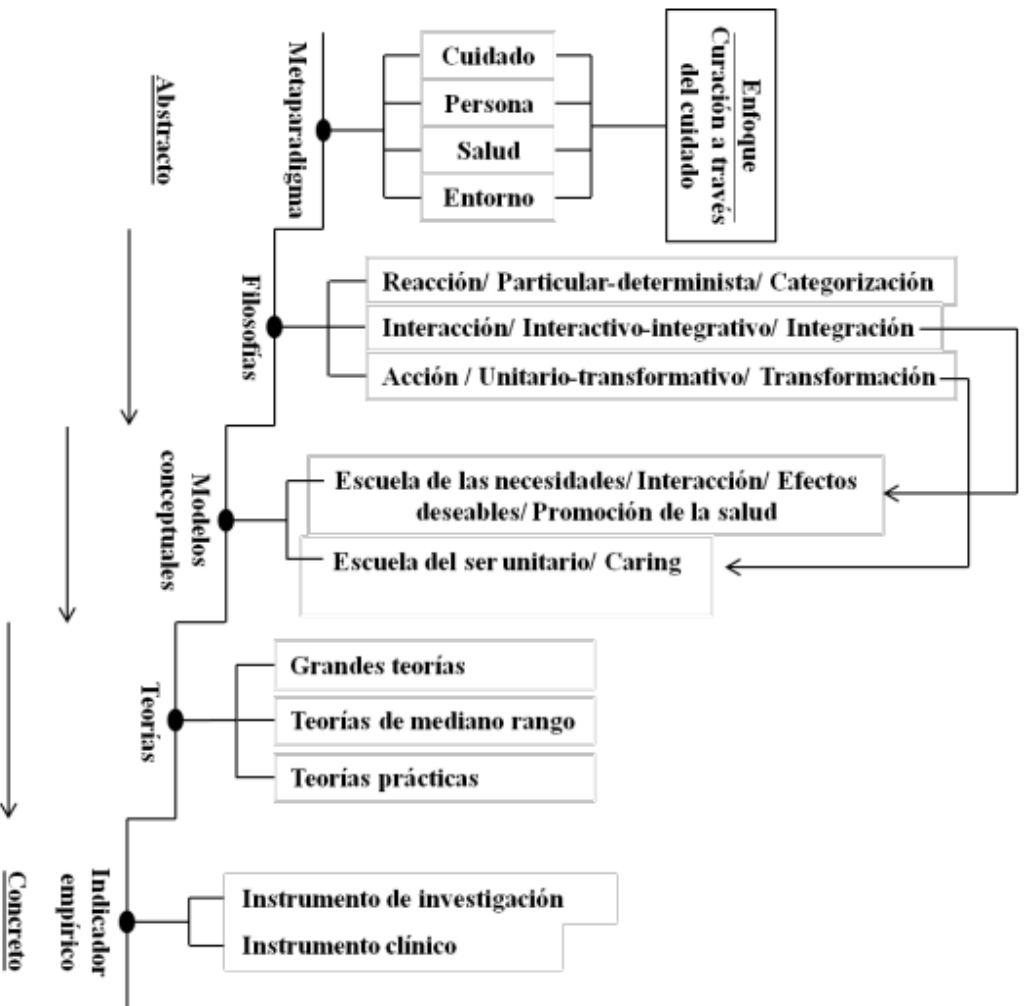 Abstracto
Metaparadigma
Cuidado
Persona
Salud
Entorno
Enfoque
Curación a través
del cuidado
Filosofías
Reacción/ Particular-determinista/ Categorización
Interacción/ Interactivo-integrativo/ Integración
Acción / Unitario-transformativo/ Transformación
Modelos
conceptuales
Escuela de las necesidades/ Interacción/ Efectos
deseables/ Promoción de la salud
Escuela del ser unitario/ Caring
Teorías
Grandes teorías
Teorías de mediano rango
Teorías prácticas
Indicador
empírico
Instrumento de investigación
Instrumento clínico
Concreto